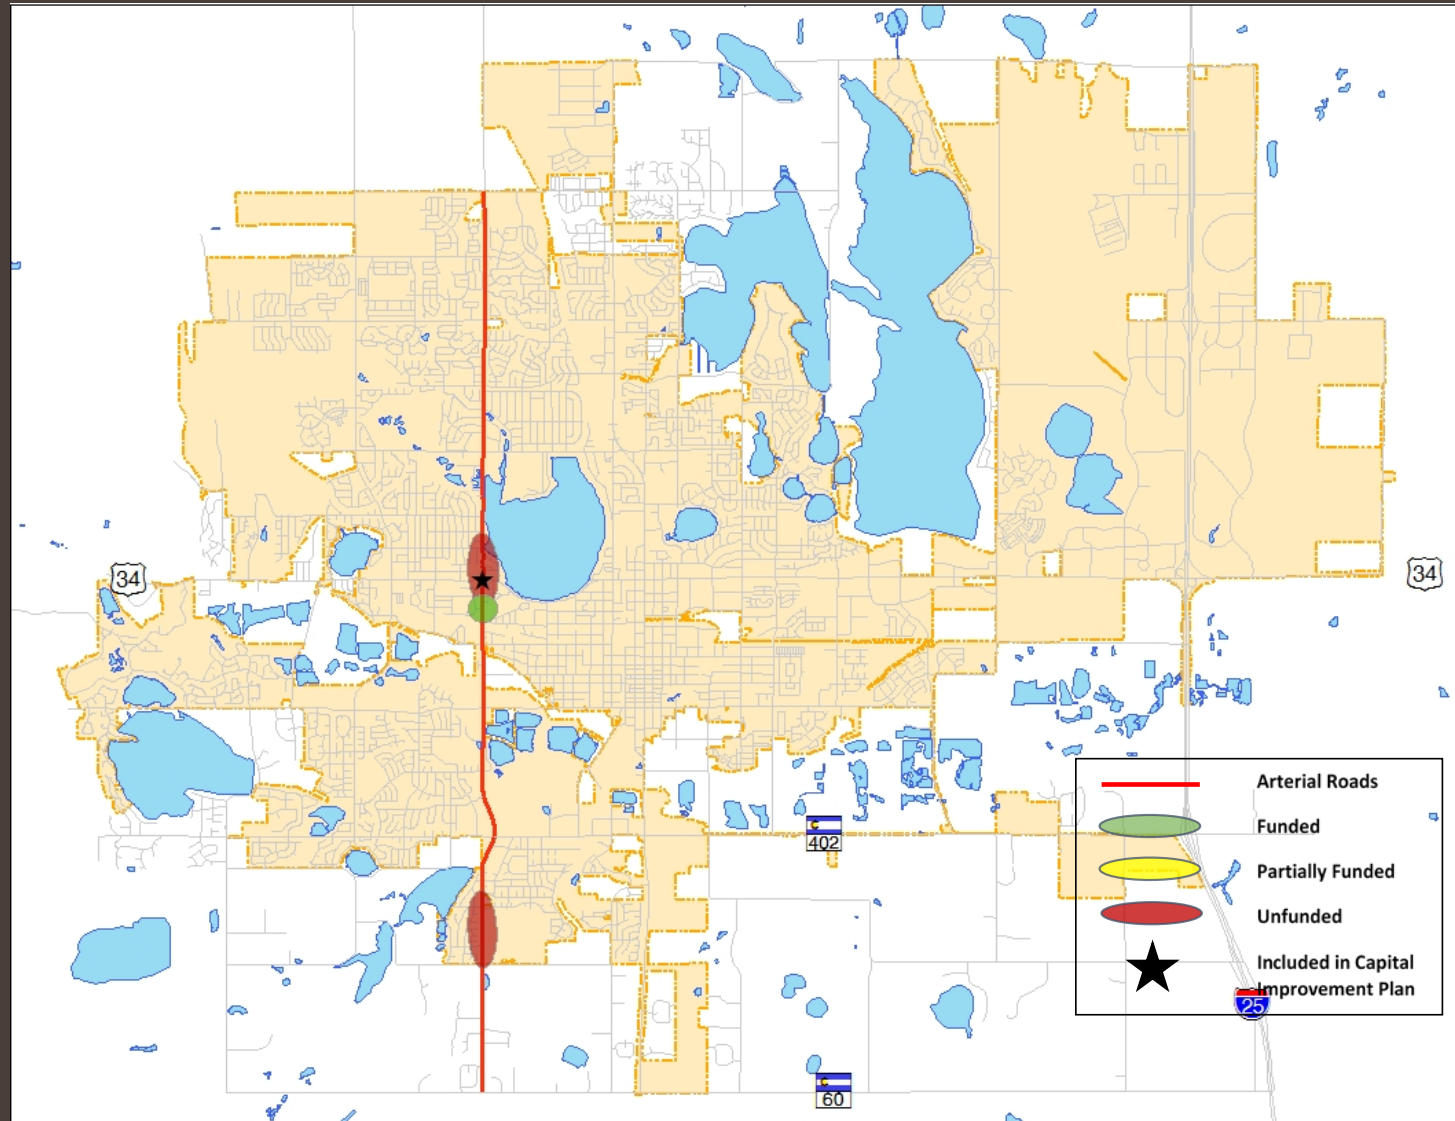 34
34
Arterial Roads
Funded
402
Partially Funded
Unfunded
Included in Capital
Improvement Plan
25
C
60